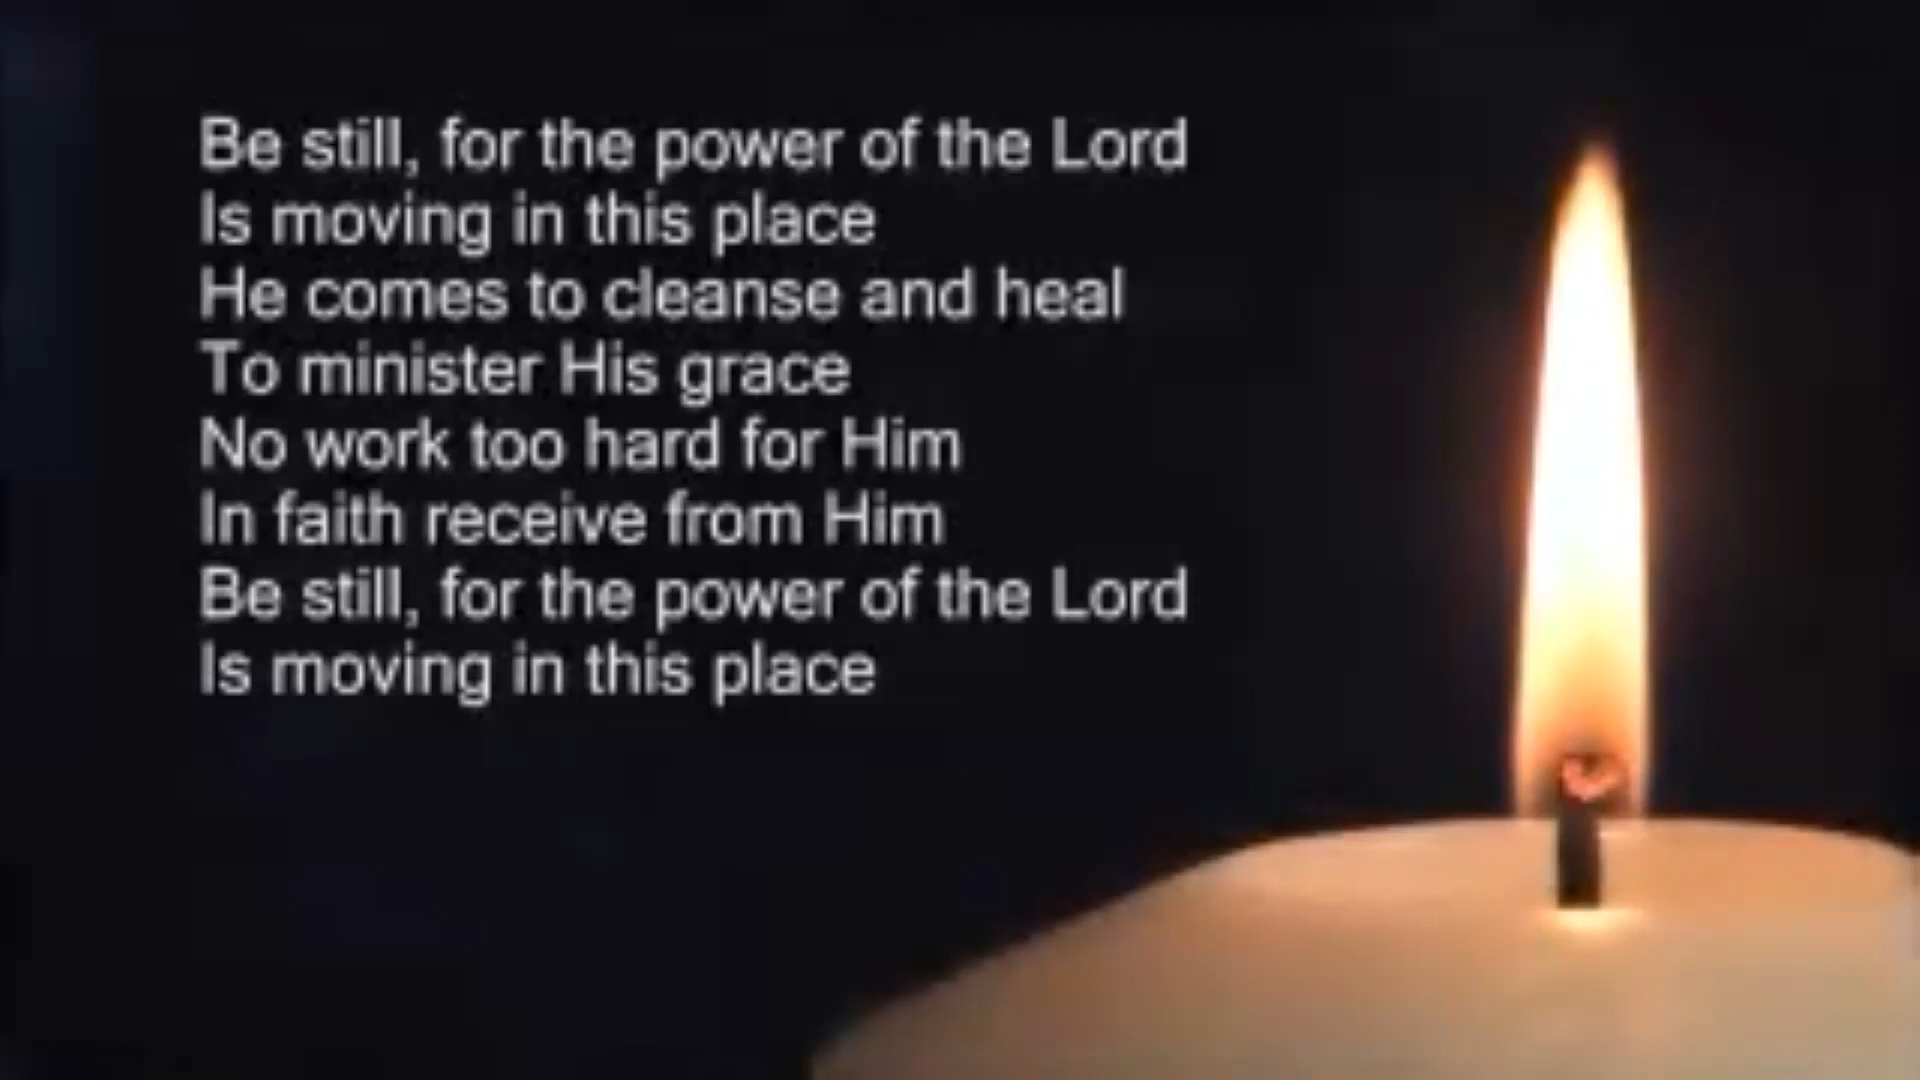 Be still, for the power of the Lord
Is moving in this place
He comes to cleanse and heal
To minister His grace
No work too hard for Him
In faith receive from Him
Be still, for the power of the Lord
Is moving in this place